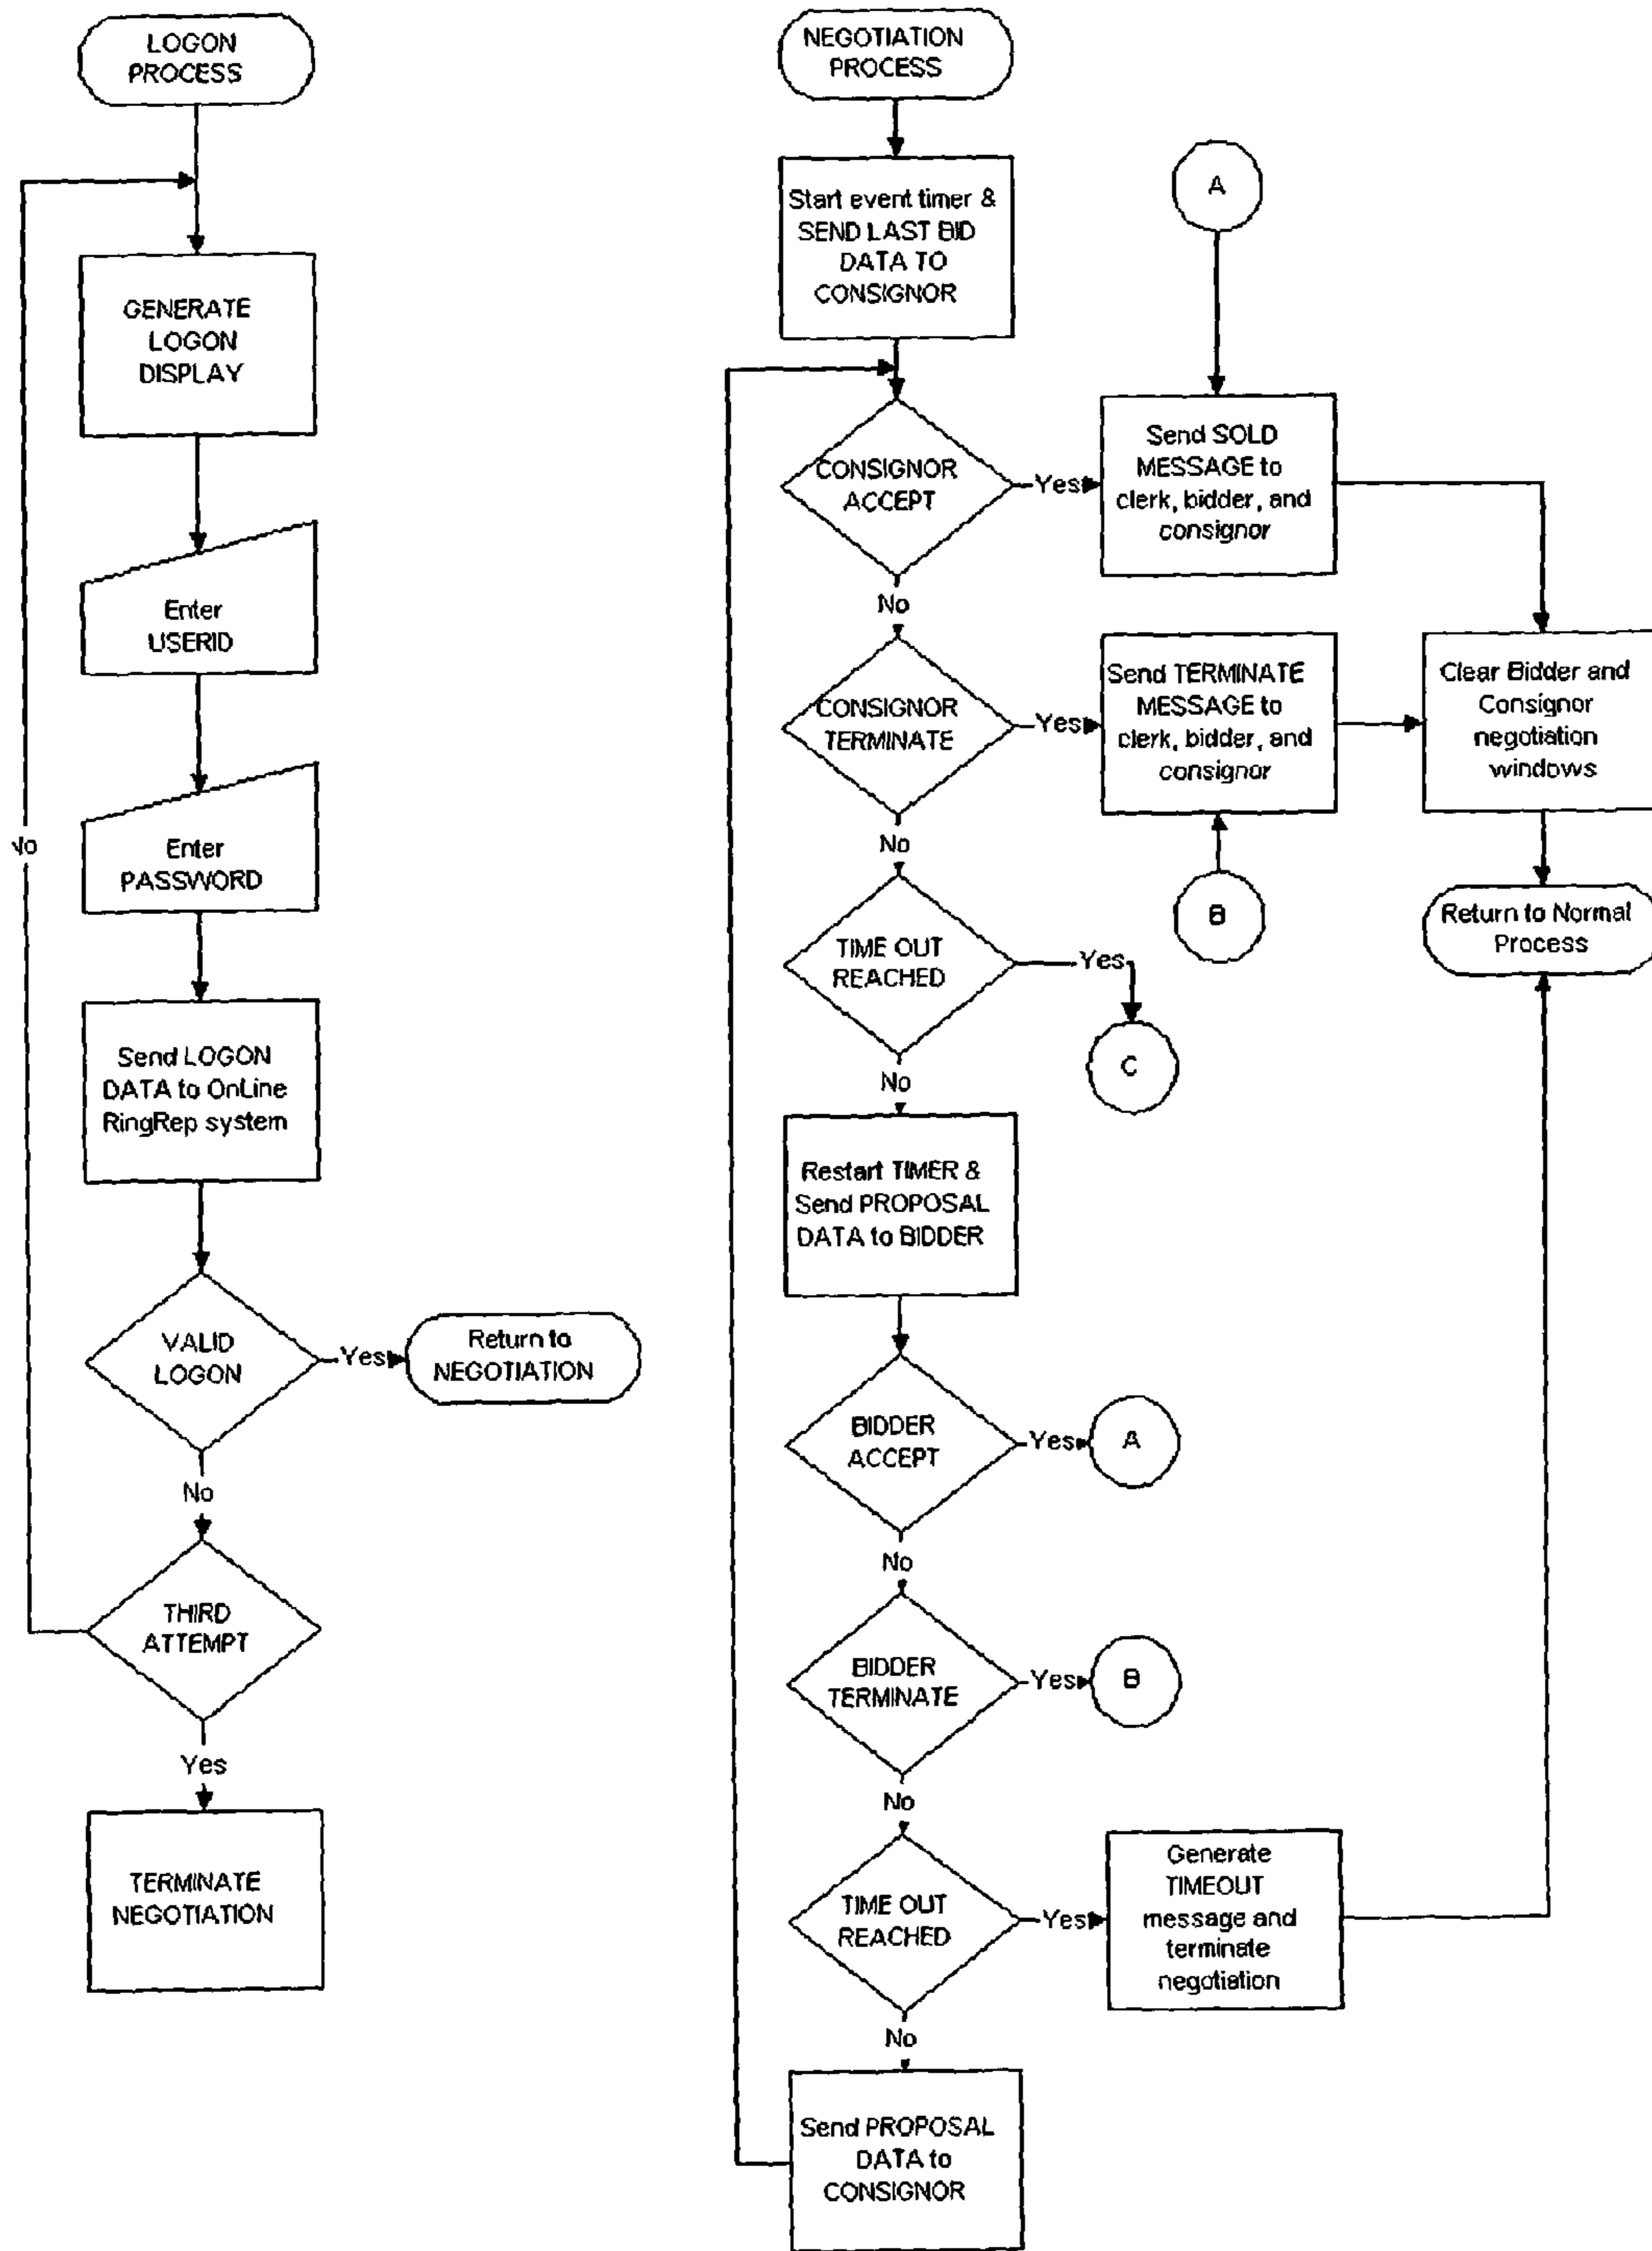 LOGON
PROCESS
GENERATE
LOGON
DISPLAY
Enter
USERID
Enter
PASSWORD
No
Send LOGON
DATA to OnLine
RingRep system
VALID
LOGON
Yes
Return to
NEGOTIATION
No
THIRD
ATTEMPT
Yes
TERMINATE
NEGOTIATION
NEGOTIATION
PROCESS
Start event timer &
SEND LAST BID
DATA TO
CONSIGNOR
A
CONSIGNOR
ACCEPT
Yes
Send SOLD
MESSAGE to
clerk, bidder, and
consignor
No
CONSIGNOR
TERMINATE
Yes
Send TERMINATE
MESSAGE to
clerk, bidder, and
consignor
Clear Bidder and
Consignor
negotiation
windows
No
B
Return to Normal
Process
TIME OUT
REACHED
Yes
C
No
Restart TIMER &
Send PROPOSAL
DATA to BIDDER
BIDDER
ACCEPT
Yes
A
No
BIDDER
TERMINATE
Yes
B
No
TIME OUT
REACHED
Yes
Generate
TIMEOUT
message and
terminate
negotiation
No
Send PROPOSAL
DATA to
CONSIGNOR